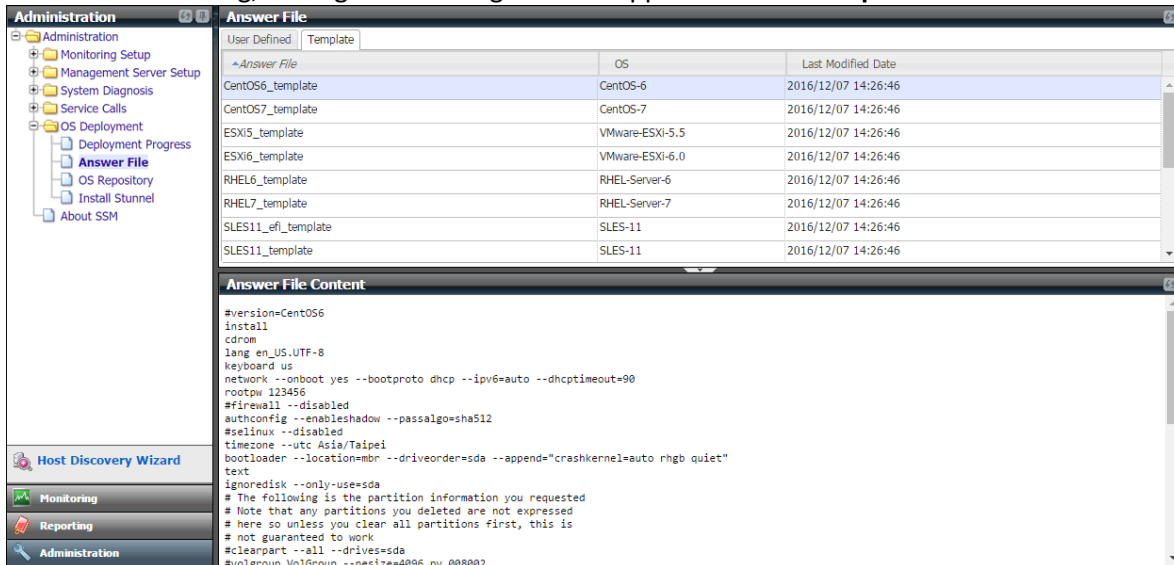 Administration
Administration
Monitoring Setup
Management Server Setup
System Diagnosis
Service Calls
OS Deployment
Deployment Progress
Answer File
OS Repository
Install Stunnel
About SSM
Host Discovery Wizard
Monitoring
Reporting
Administration
Answer File
User Defined Template
Answer File OS Last Modified Date
CentOS6_template CentOS-6 2016/12/07 14:26:46
CentOS7_template CentOS-7 2016/12/07 14:26:46
ESXi5_template VMware-ESXi-5.5 2016/12/07 14:26:46
ESXi6_template VMware-ESXi-6.0 2016/12/07 14:26:46
RHEL6_template RHEL-Server-6 2016/12/07 14:26:46
RHEL7_template RHEL-Server-7 2016/12/07 14:26:46
SLES11_efi_template SLES-11 2016/12/07 14:26:46
SLES11_template SLES-11 2016/12/07 14:26:46
Answer File Content
#version=CentOS6
install
cdrom
lang en_US.UTF-8
keyboard us
network --onboot yes --bootproto dhcp --ipv6=auto --dhcptimeout=90
rootpw 123456
#firewall --disabled
authconfig --enableshadow --passalgo=sha512
#selinux --disabled
timezone --utc Asia/Taipei
bootloader --location=mbr --driveorder=sda --append="crashkernel=auto rhgb quiet"
text
ignoredisk --only-use=sda
# The following is the partition information you requested
# Note that any partitions you deleted are not expressed
# here so unless you clear all partitions first, this is
# not guaranteed to work
#clearpart --all --drives=sda
#volgroup VolGroup --pesize=4096 pv.008002